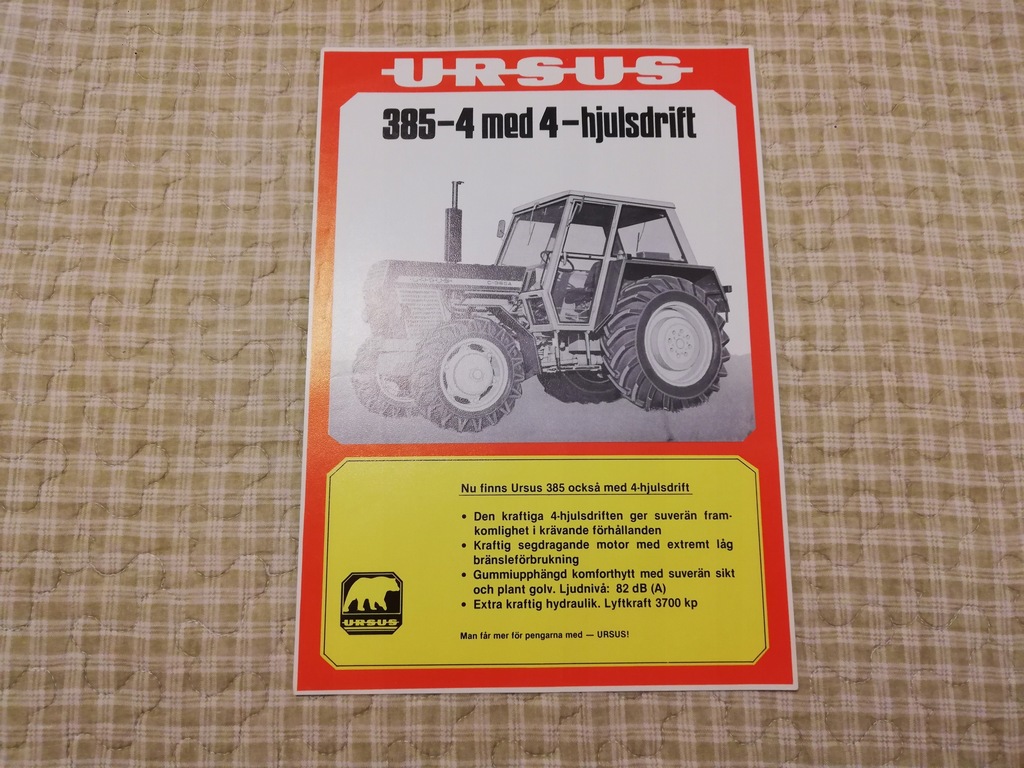 URSUS
385-4 med 4-hjulsdrift
Nu finns Ursus 385 också med 4-hjulsdrift
• Den kraftiga 4-hjulsdriften ger suverän fram-
komlighet i krävande förhållanden
• Kraftig segdragande motor med extremt låg
bränsleförbrukning
• Gummiupphängd komforthytt med suverän sikt
och plant golv. Ljudnivå: 82 dB (A)
• Extra kraftig hydraulik. Lyftkraft 3700 kp
URSUS
Man får mer för pengarna med — URSUS!